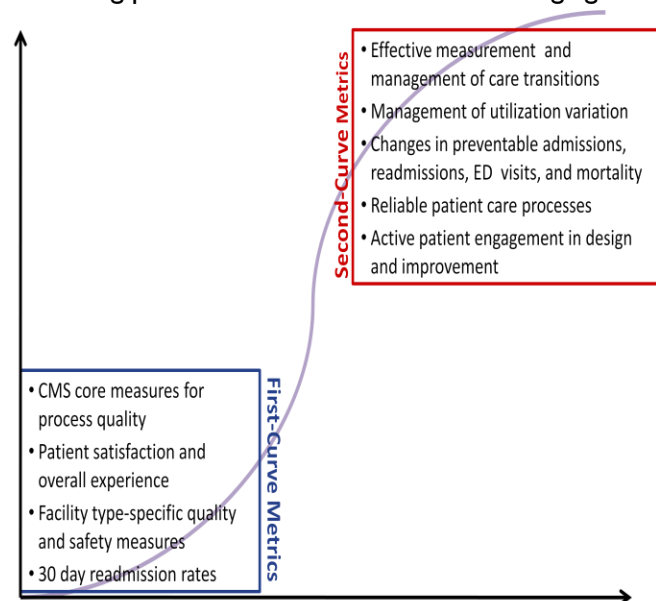 • Effective measurement and
management of care transitions
• Management of utilization variation
• Changes in preventable admissions,
readmissions, ED visits, and mortality
• Reliable patient care processes
• Active patient engagement in design
and improvement
Second-Curve Metrics
• CMS core measures for
process quality
• Patient satisfaction and
overall experience
• Facility type-specific quality
and safety measures
• 30 day readmission rates
First-Curve Metrics